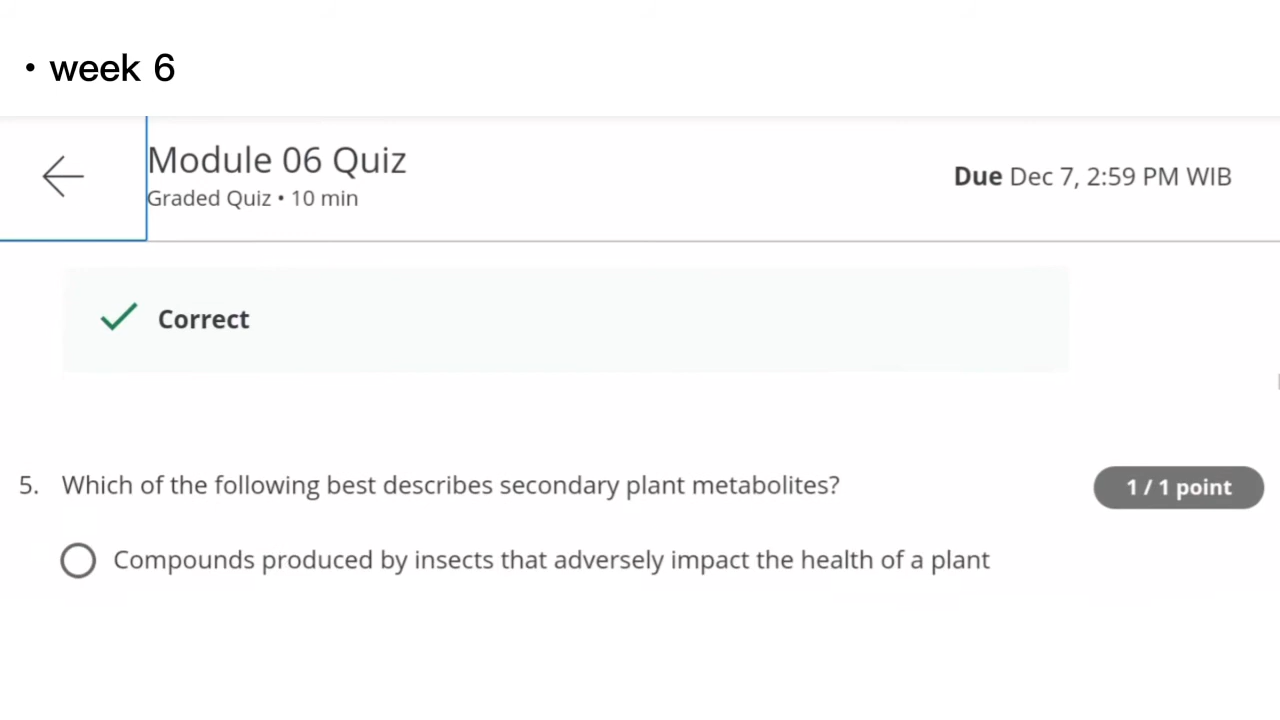 • week 6
Module 06 Quiz
Graded Quiz • 10 min
Due Dec 7, 2:59 PM WIB
Correct
5. Which of the following best describes secondary plant metabolites?
1 / 1 point
Compounds produced by insects that adversely impact the health of a plant